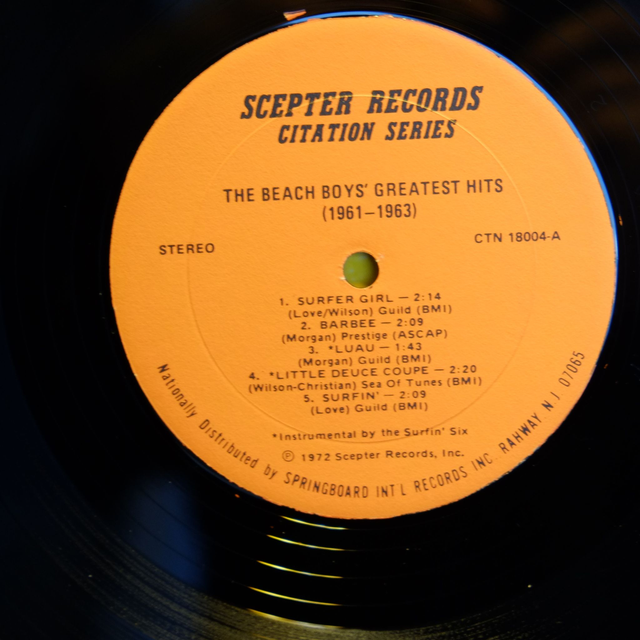 SCEPTER RECORDS
CITATION SERIES
THE BEACH BOYS' GREATEST HITS
(1961–1963)
STEREO
CTN 18004-A
1. SURFER GIRL — 2:14
(Love/Wilson) Guild (BMI)
2. BARBEE — 2:09
(Morgan) Prestige (ASCAP)
3. *LUAU — 1:43
(Morgan) Guild (BMI)
4. *LITTLE DEUCE COUPE — 2:20
(Wilson-Christian) Sea Of Tunes (BMI)
5. SURFIN' — 2:09
(Love) Guild (BMI)
*Instrumental by the Surfin' Six
Ⓟ 1972 Scepter Records, Inc.
Nationally Distributed by SPRINGBOARD INT'L RECORDS INC RAHWAY N J 07065